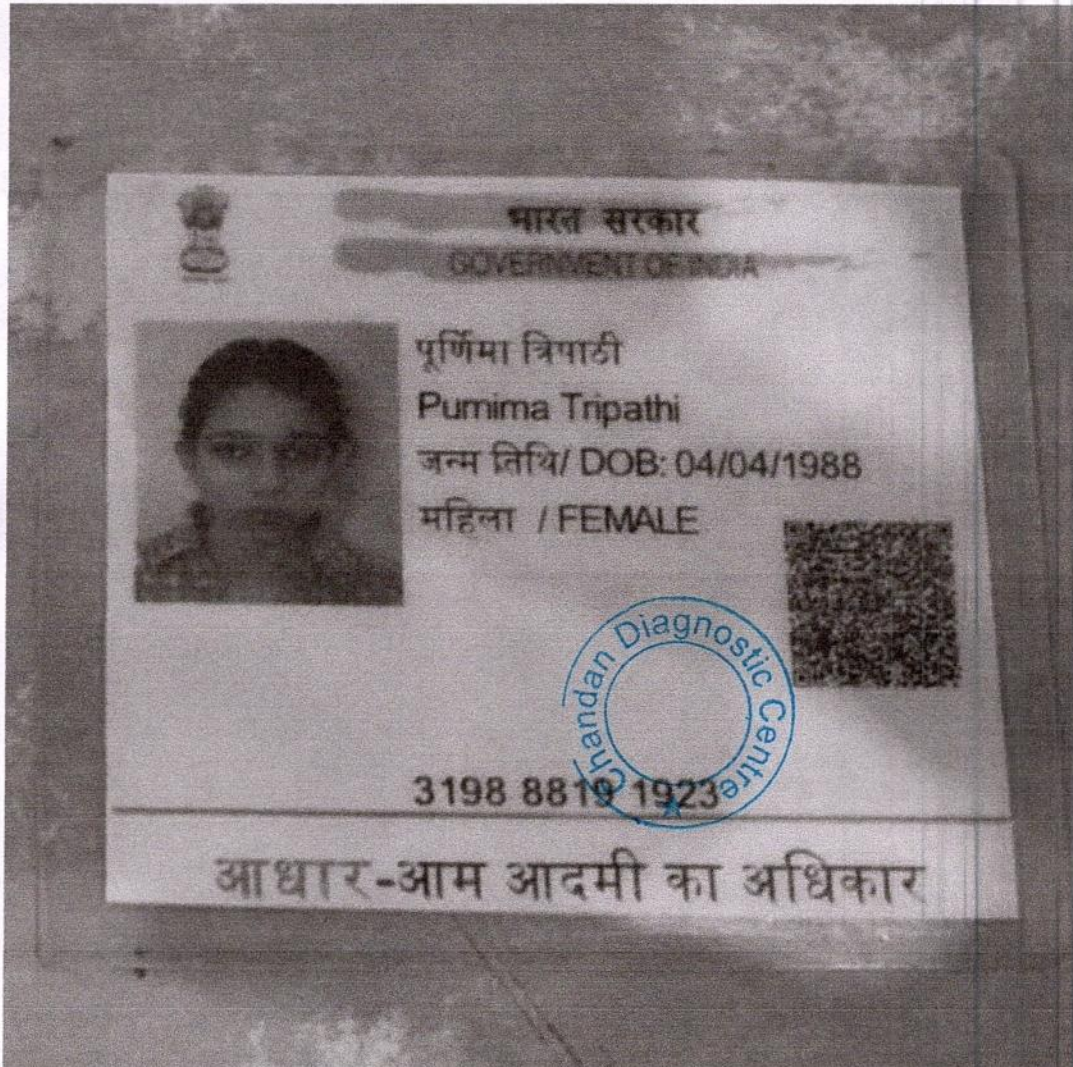 भारत सरकार
GOVERNMENT OF INDIA
पूर्णिमा त्रिपाठी
Purnima Tripathi
जन्म तिथि/ DOB: 04/04/1988
महिला / FEMALE
Chandan Diagnostic Centre
3198 8819 1923
आधार-आम आदमी का अधिकार